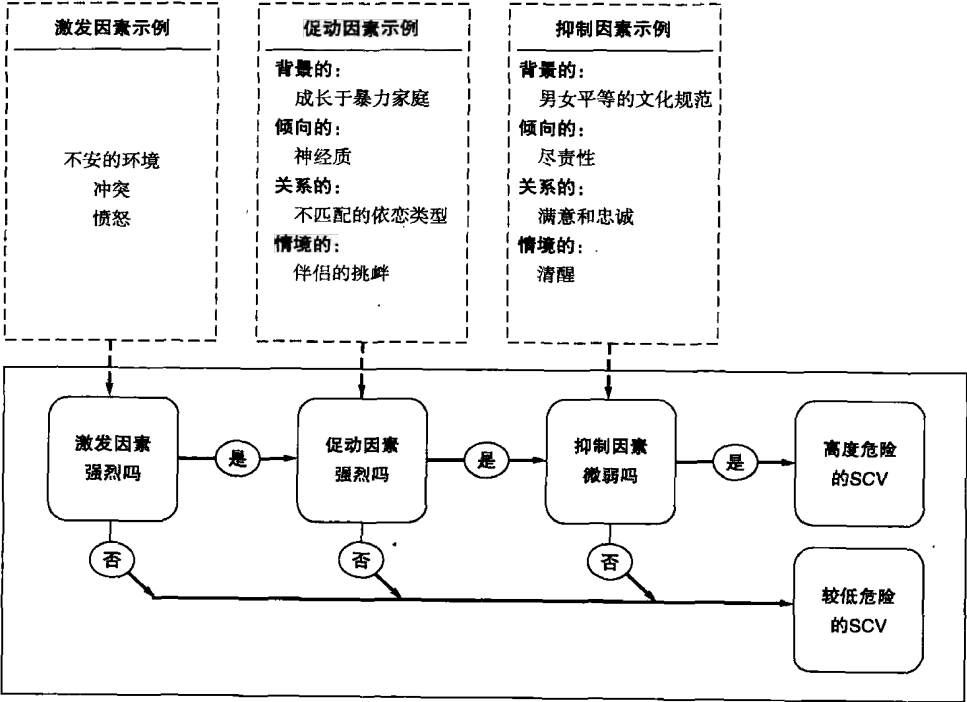 激发因素示例
不安的环境
冲突
愤怒
促动因素示例
背景的：
成长于暴力家庭
倾向的：
神经质
关系的：
不匹配的依恋类型
情境的：
伴侣的挑衅
抑制因素示例
背景的：
男女平等的文化规范
倾向的：
尽责性
关系的：
满意和忠诚
情境的：
清醒
激发因素
强烈吗
是
促动因素
强烈吗
是
抑制因素
微弱吗
是
高度危险
的SCV
否
否
否
较低危险
的SCV